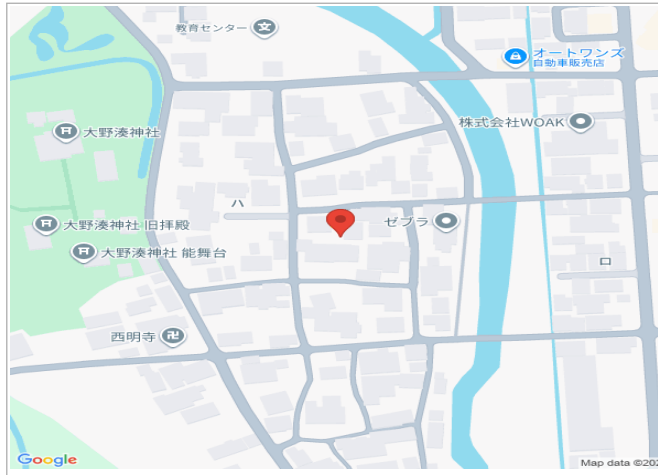 教育センター
オートワンズ
自動車販売店
大野湊神社
株式会社WOAK
ハ
大野湊神社 旧拝殿
ゼブラ
大野湊神社 能舞台
ロ
西明寺
Google
Map data ©202